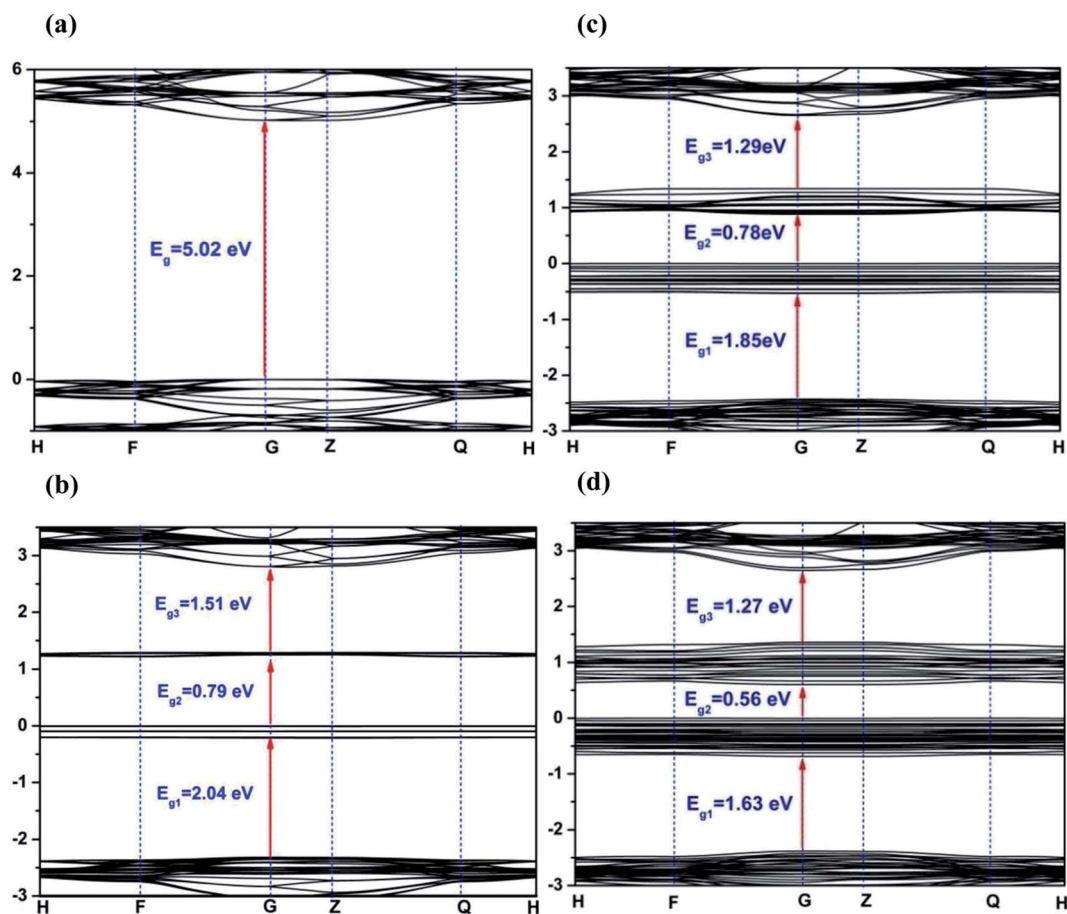 (a)
6
4
2
0
E_g=5.02 eV
H F G Z Q H
(c)
3
2
1
0
-1
-2
-3
E_g3=1.29eV
E_g2=0.78eV
E_g1=1.85eV
H F G Z Q H
(b)
3
2
1
0
-1
-2
-3
E_g3=1.51 eV
E_g2=0.79 eV
E_g1=2.04 eV
H F G Z Q H
(d)
3
2
1
0
-1
-2
-3
E_g3=1.27 eV
E_g2=0.56 eV
E_g1=1.63 eV
H F G Z Q H